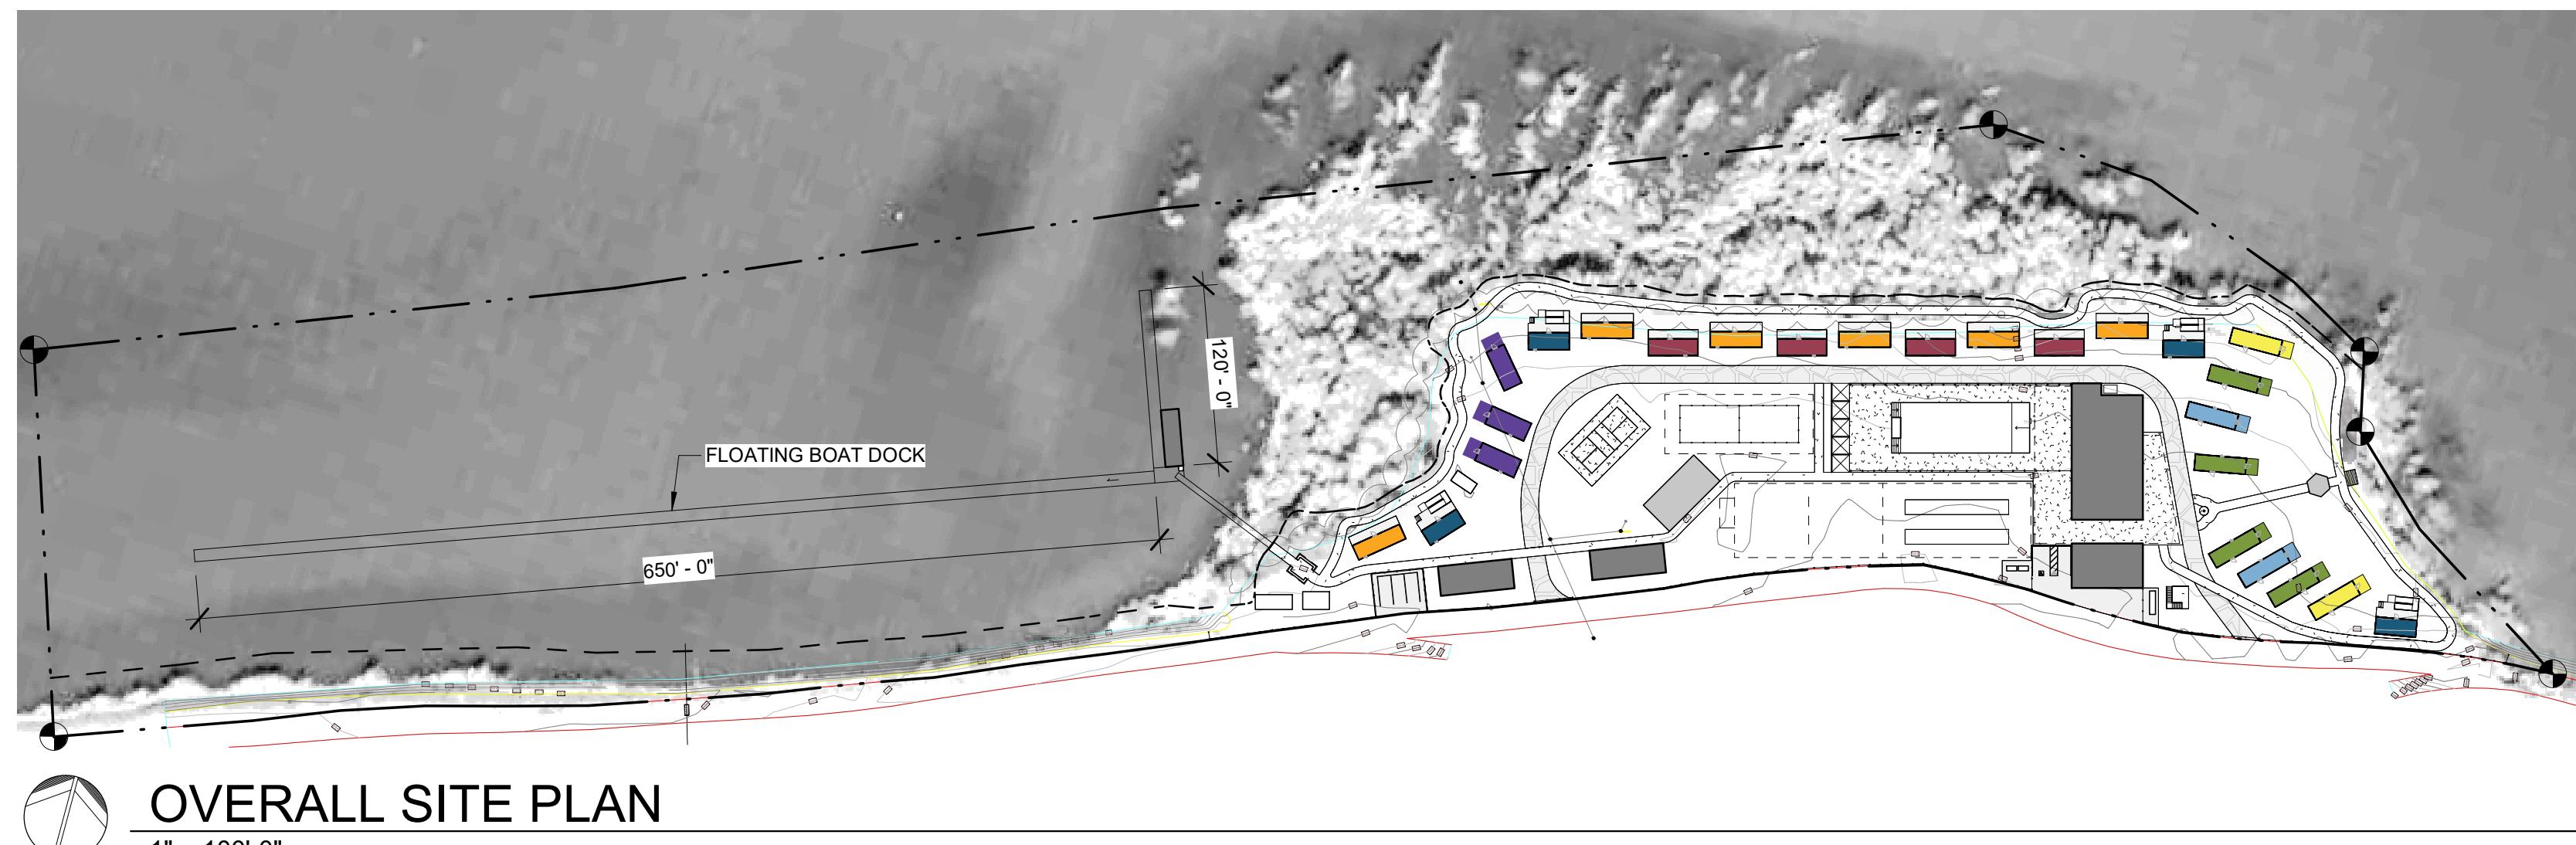 120' - 0"
FLOATING BOAT DOCK
650' - 0"
OVERALL SITE PLAN